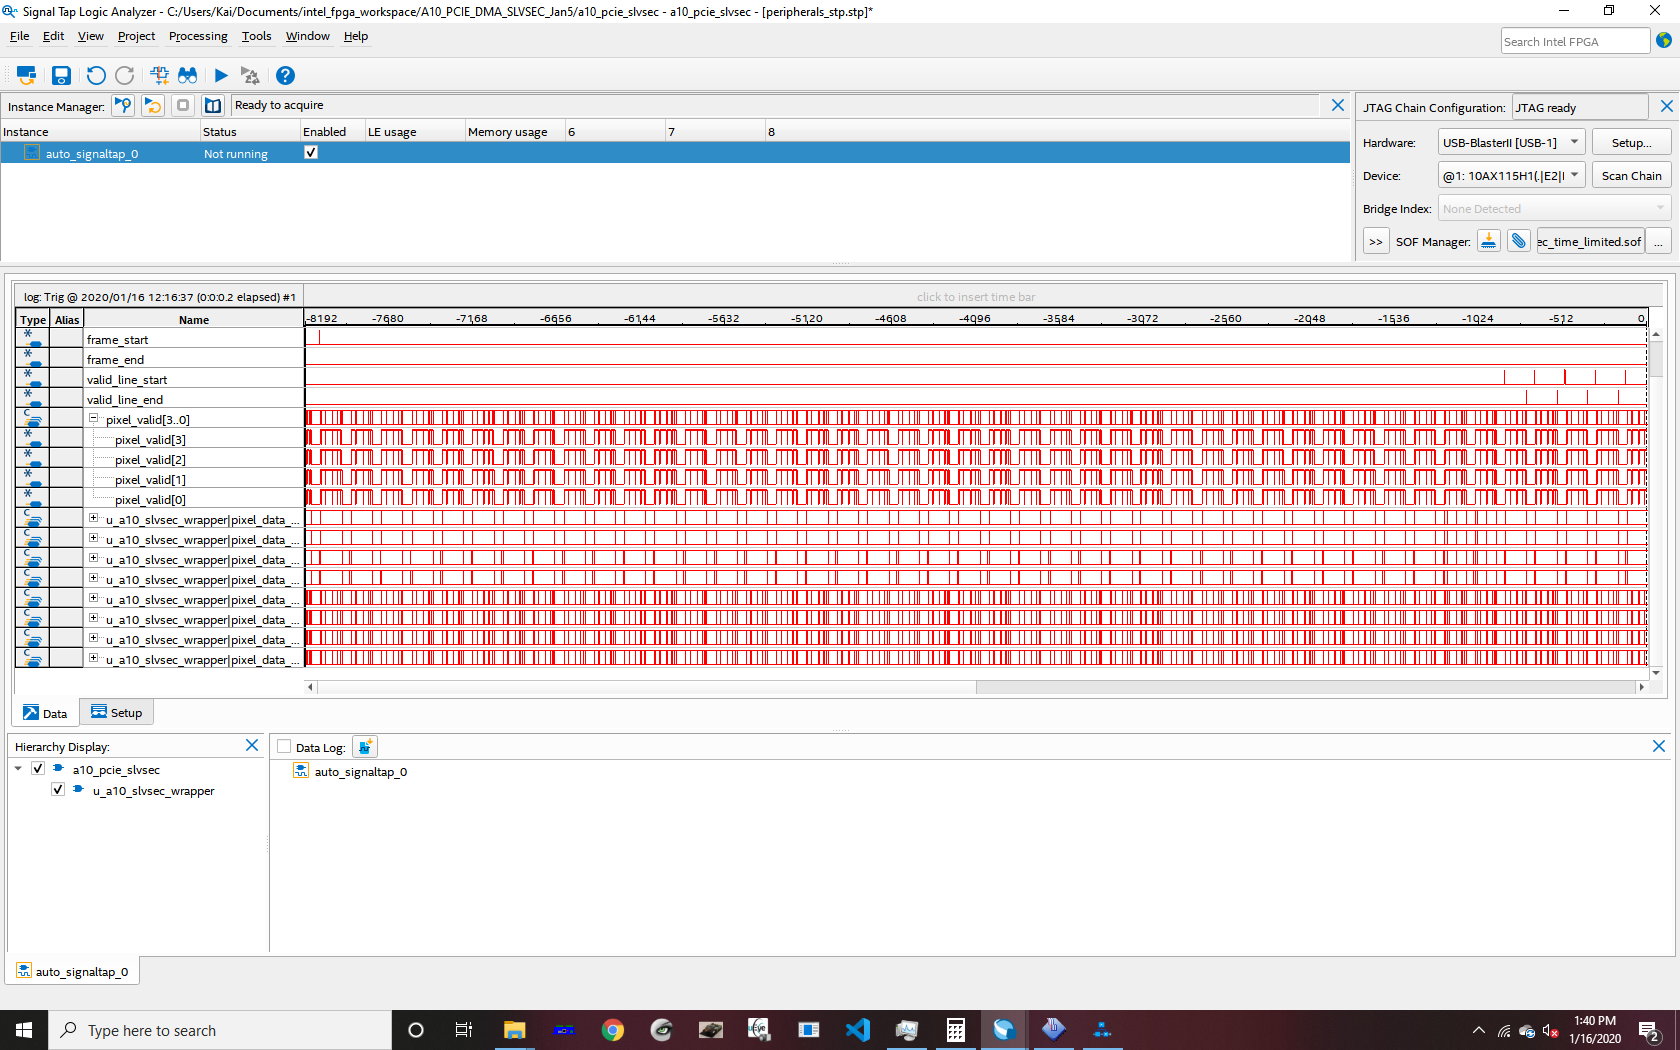 Signal Tap Logic Analyzer - C:/Users/Kai/Documents/intel_fpga_workspace/A10_PCIE_DMA_SLVSEC_Jan5/a10_pcie_slvsec - a10_pcie_slvsec - [peripherals_stp.stp]*
File Edit View Project Processing Tools Window Help
Search Intel FPGA
Instance Manager: Ready to acquire
Instance Status Enabled LE usage Memory usage 6 7 8
auto_signaltap_0 Not running
JTAG Chain Configuration: JTAG ready
Hardware: USB-BlasterII [USB-1] Setup...
Device: @1: 10AX115H1(.|E2|I Scan Chain
Bridge Index: None Detected
>> SOF Manager: ec_time_limited.sof ...
log: Trig @ 2020/01/16 12:16:37 (0:0:0.2 elapsed) #1 click to insert time bar
Type Alias Name -8192 -7680 -7168 -6656 -6144 -5632 -5120 -4608 -4096 -3584 -3072 -2560 -2048 -1536 -1024 -512 0
frame_start
frame_end
valid_line_start
valid_line_end
pixel_valid[3..0]
pixel_valid[3]
pixel_valid[2]
pixel_valid[1]
pixel_valid[0]
u_a10_slvsec_wrapper|pixel_data_...
u_a10_slvsec_wrapper|pixel_data_...
u_a10_slvsec_wrapper|pixel_data_...
u_a10_slvsec_wrapper|pixel_data_...
u_a10_slvsec_wrapper|pixel_data_...
u_a10_slvsec_wrapper|pixel_data_...
u_a10_slvsec_wrapper|pixel_data_...
u_a10_slvsec_wrapper|pixel_data_...
Data Setup
Hierarchy Display:
a10_pcie_slvsec
u_a10_slvsec_wrapper
Data Log:
auto_signaltap_0
auto_signaltap_0
Type here to search
1:40 PM
1/16/2020
2